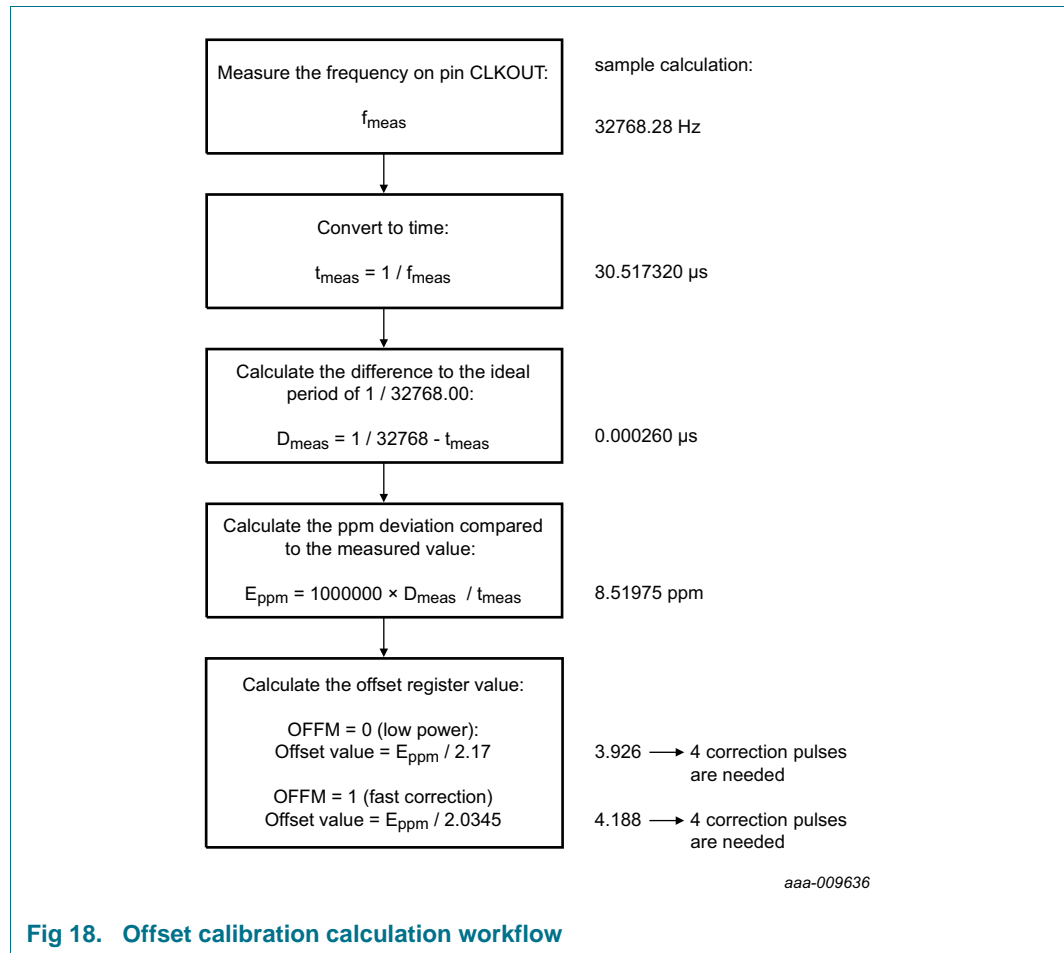 Measure the frequency on pin CLKOUT:
fmeas
sample calculation:
32768.28 Hz
Convert to time:
tmeas = 1 / fmeas
30.517320 µs
Calculate the difference to the ideal
period of 1 / 32768.00:
Dmeas = 1 / 32768 - tmeas
0.000260 µs
Calculate the ppm deviation compared
to the measured value:
Eppm = 1000000 × Dmeas / tmeas
8.51975 ppm
Calculate the offset register value:
OFFM = 0 (low power):
Offset value = Eppm / 2.17
3.926 → 4 correction pulses
are needed
OFFM = 1 (fast correction)
Offset value = Eppm / 2.0345
4.188 → 4 correction pulses
are needed
aaa-009636
Fig 18. Offset calibration calculation workflow